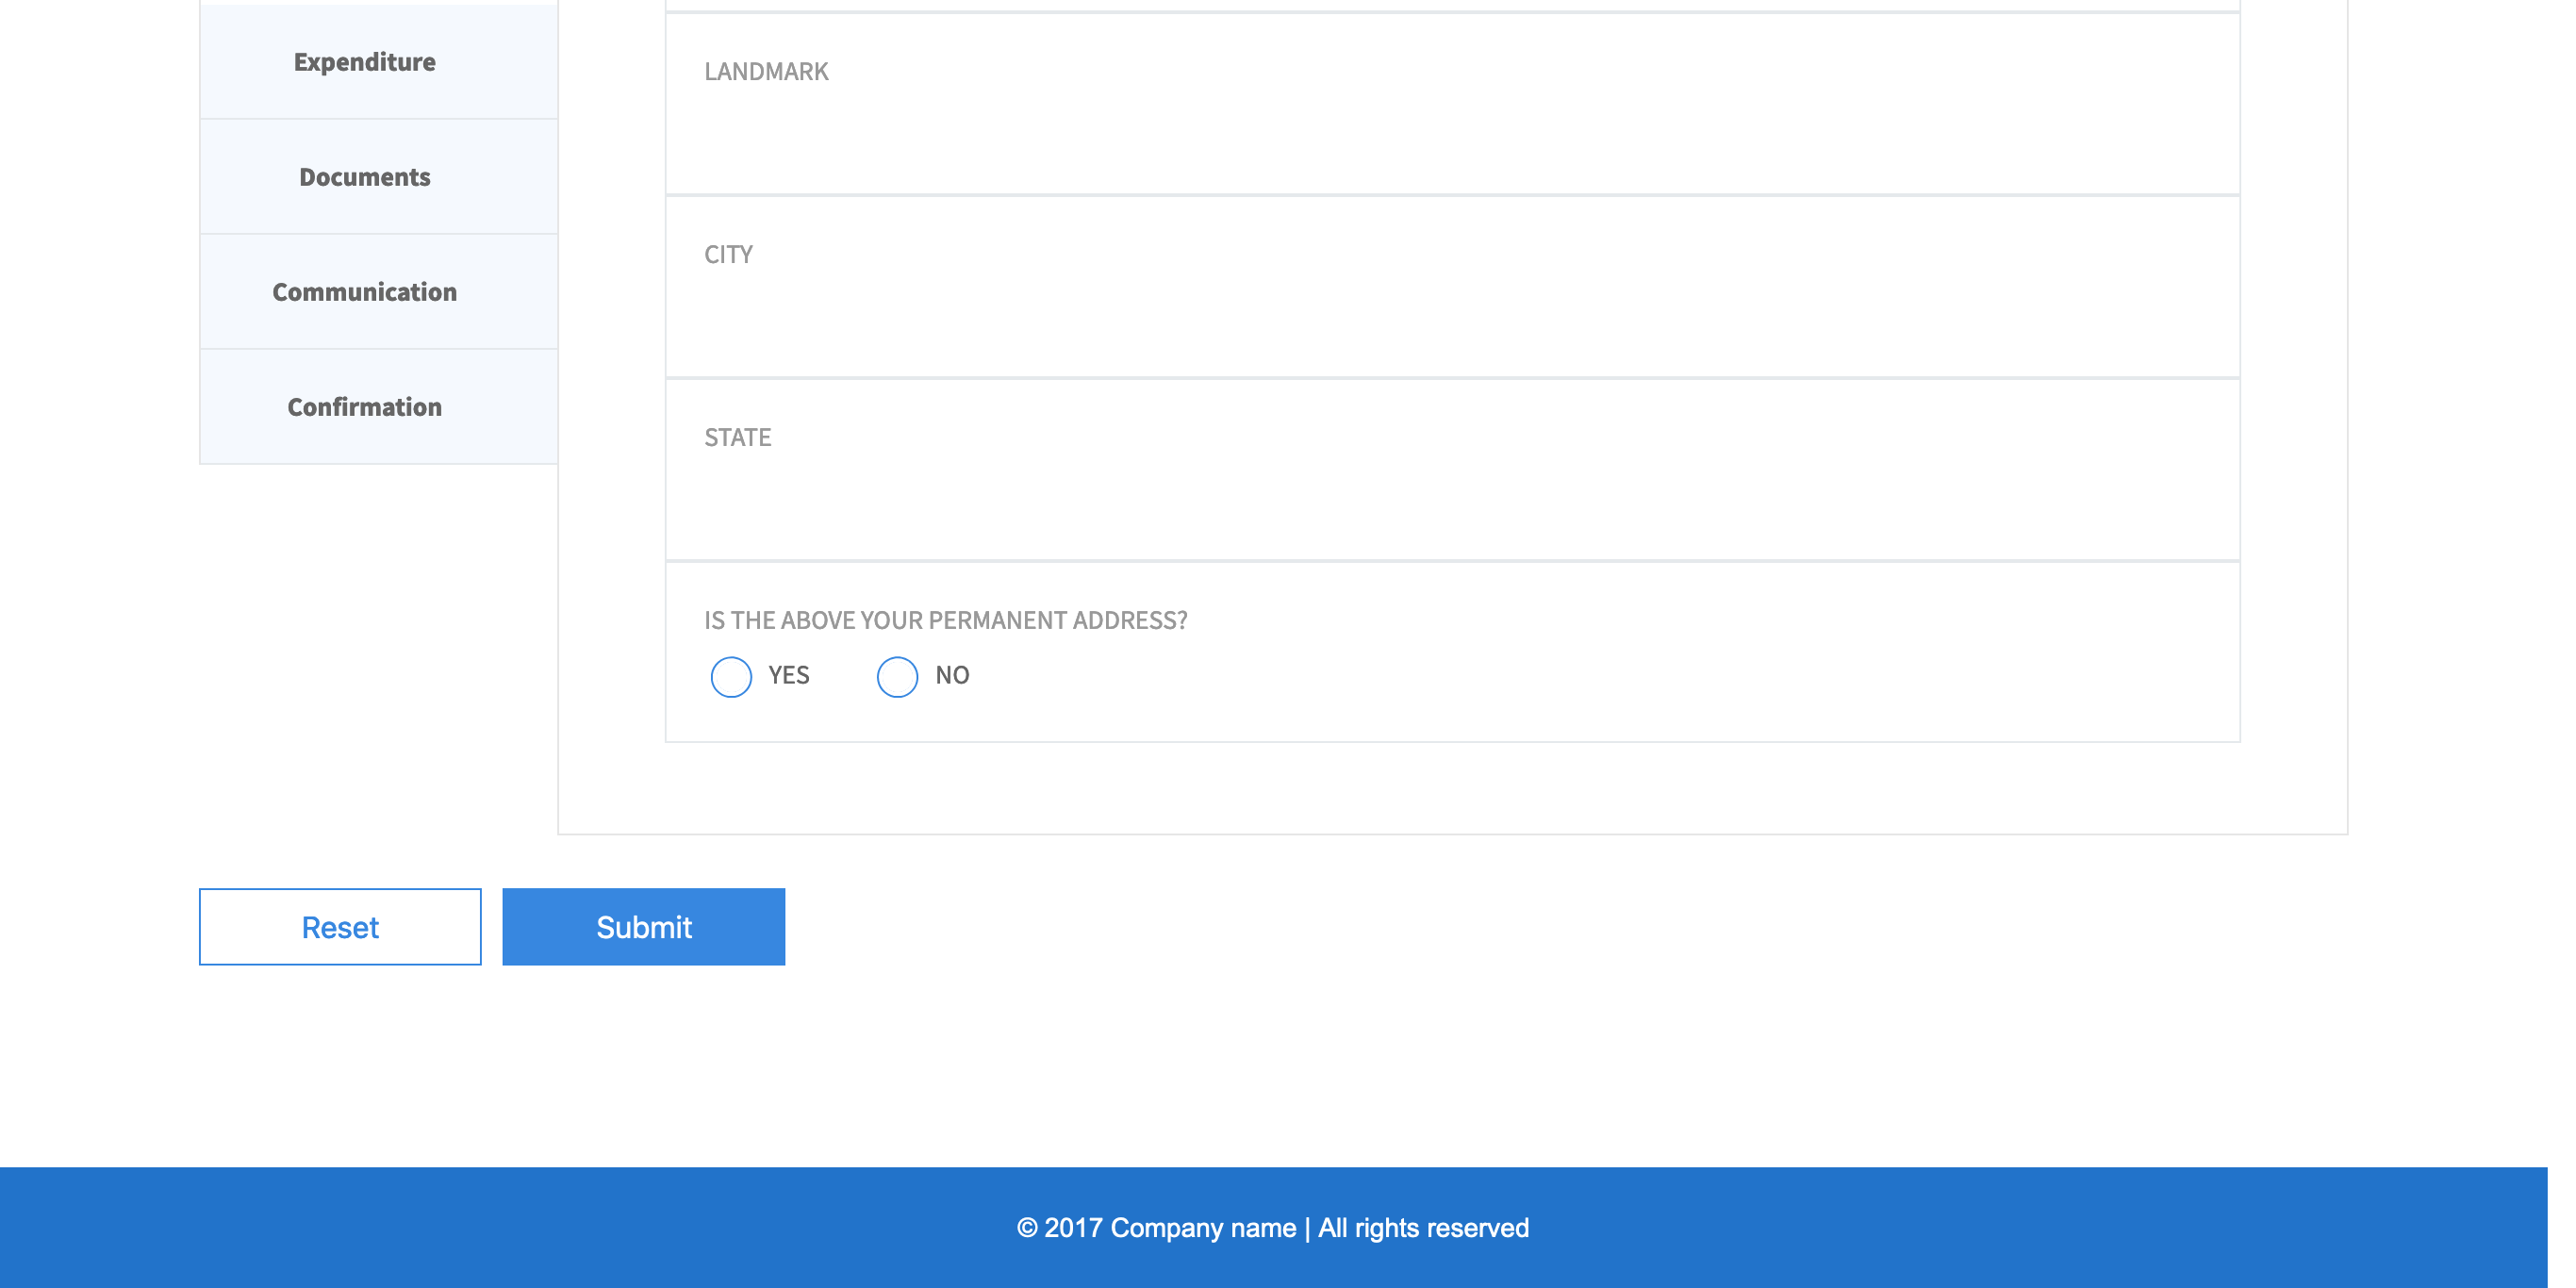 Expenditure
Documents
Communication
Confirmation
LANDMARK
CITY
STATE
IS THE ABOVE YOUR PERMANENT ADDRESS?
YES NO
Reset Submit
© 2017 Company name | All rights reserved